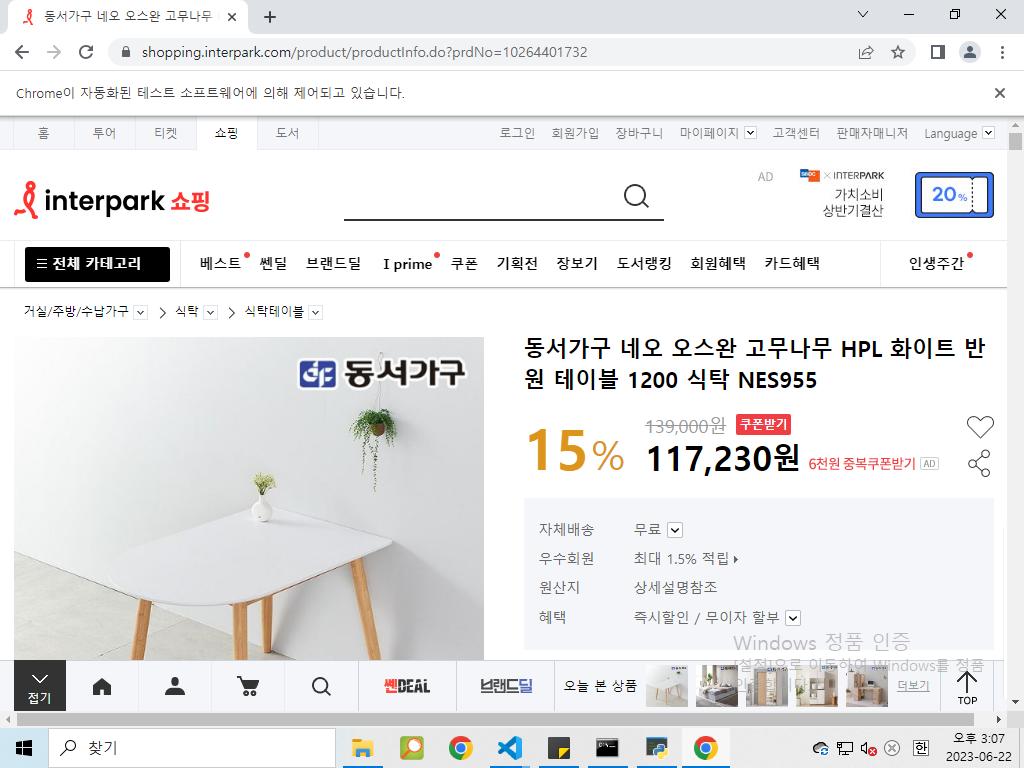 동서가구 네오 오스완 고무나무
shopping.interpark.com/product/productInfo.do?prdNo=10264401732
Chrome이 자동화된 테스트 소프트웨어에 의해 제어되고 있습니다.
홈 투어 티켓 쇼핑 도서 로그인 회원가입 장바구니 마이페이지 고객센터 판매자매니저 Language
interpark 쇼핑
AD
× INTERPARK
가치소비
상반기결산
20%
전체 카테고리 베스트 쎈딜 브랜드딜 I prime 쿠폰 기획전 장보기 도서랭킹 회원혜택 카드혜택 인생주간
거실/주방/수납가구 > 식탁 > 식탁테이블
동서가구
동서가구 네오 오스완 고무나무 HPL 화이트 반
원 테이블 1200 식탁 NES955
15%
139,000원 쿠폰받기
117,230원 6천원 중복쿠폰받기 AD
자체배송 무료
우수회원 최대 1.5% 적립
원산지 상세설명참조
혜택 즉시할인 / 무이자 할부
Windows 정품 인증
[설정]으로 이동하여 Windows를 정품
접기
쎈DEAL
브랜드딜
오늘 본 상품
더보기
TOP
찾기
한
오후 3:07
2023-06-22